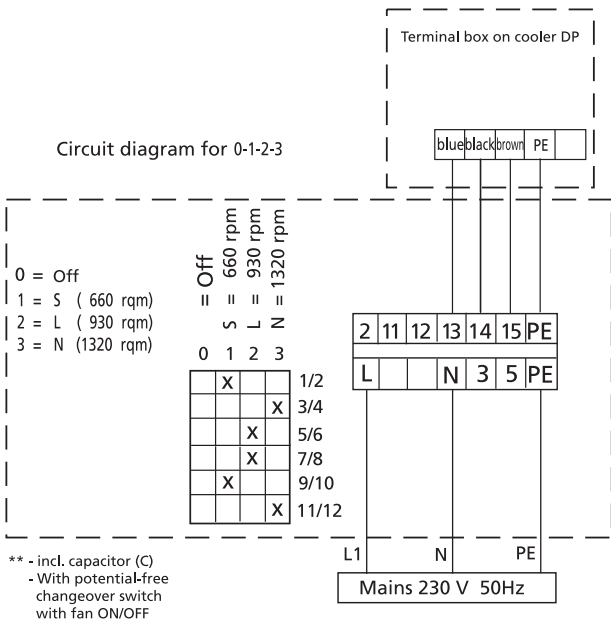 Terminal box on cooler DP
blue black brown PE
Circuit diagram for 0-1-2-3
0 = Off
1 = S ( 660 rqm)
2 = L ( 930 rqm)
3 = N (1320 rqm)
= Off
S = 660 rpm
L = 930 rpm
N = 1320 rpm
0 1 2 3
X 1/2
X 3/4
X 5/6
X 7/8
X 9/10
X 11/12
2 11 12 13 14 15 PE
L N 3 5 PE
L1 N PE
Mains 230 V 50Hz
** - incl. capacitor (C)
- With potential-free
changeover switch
with fan ON/OFF